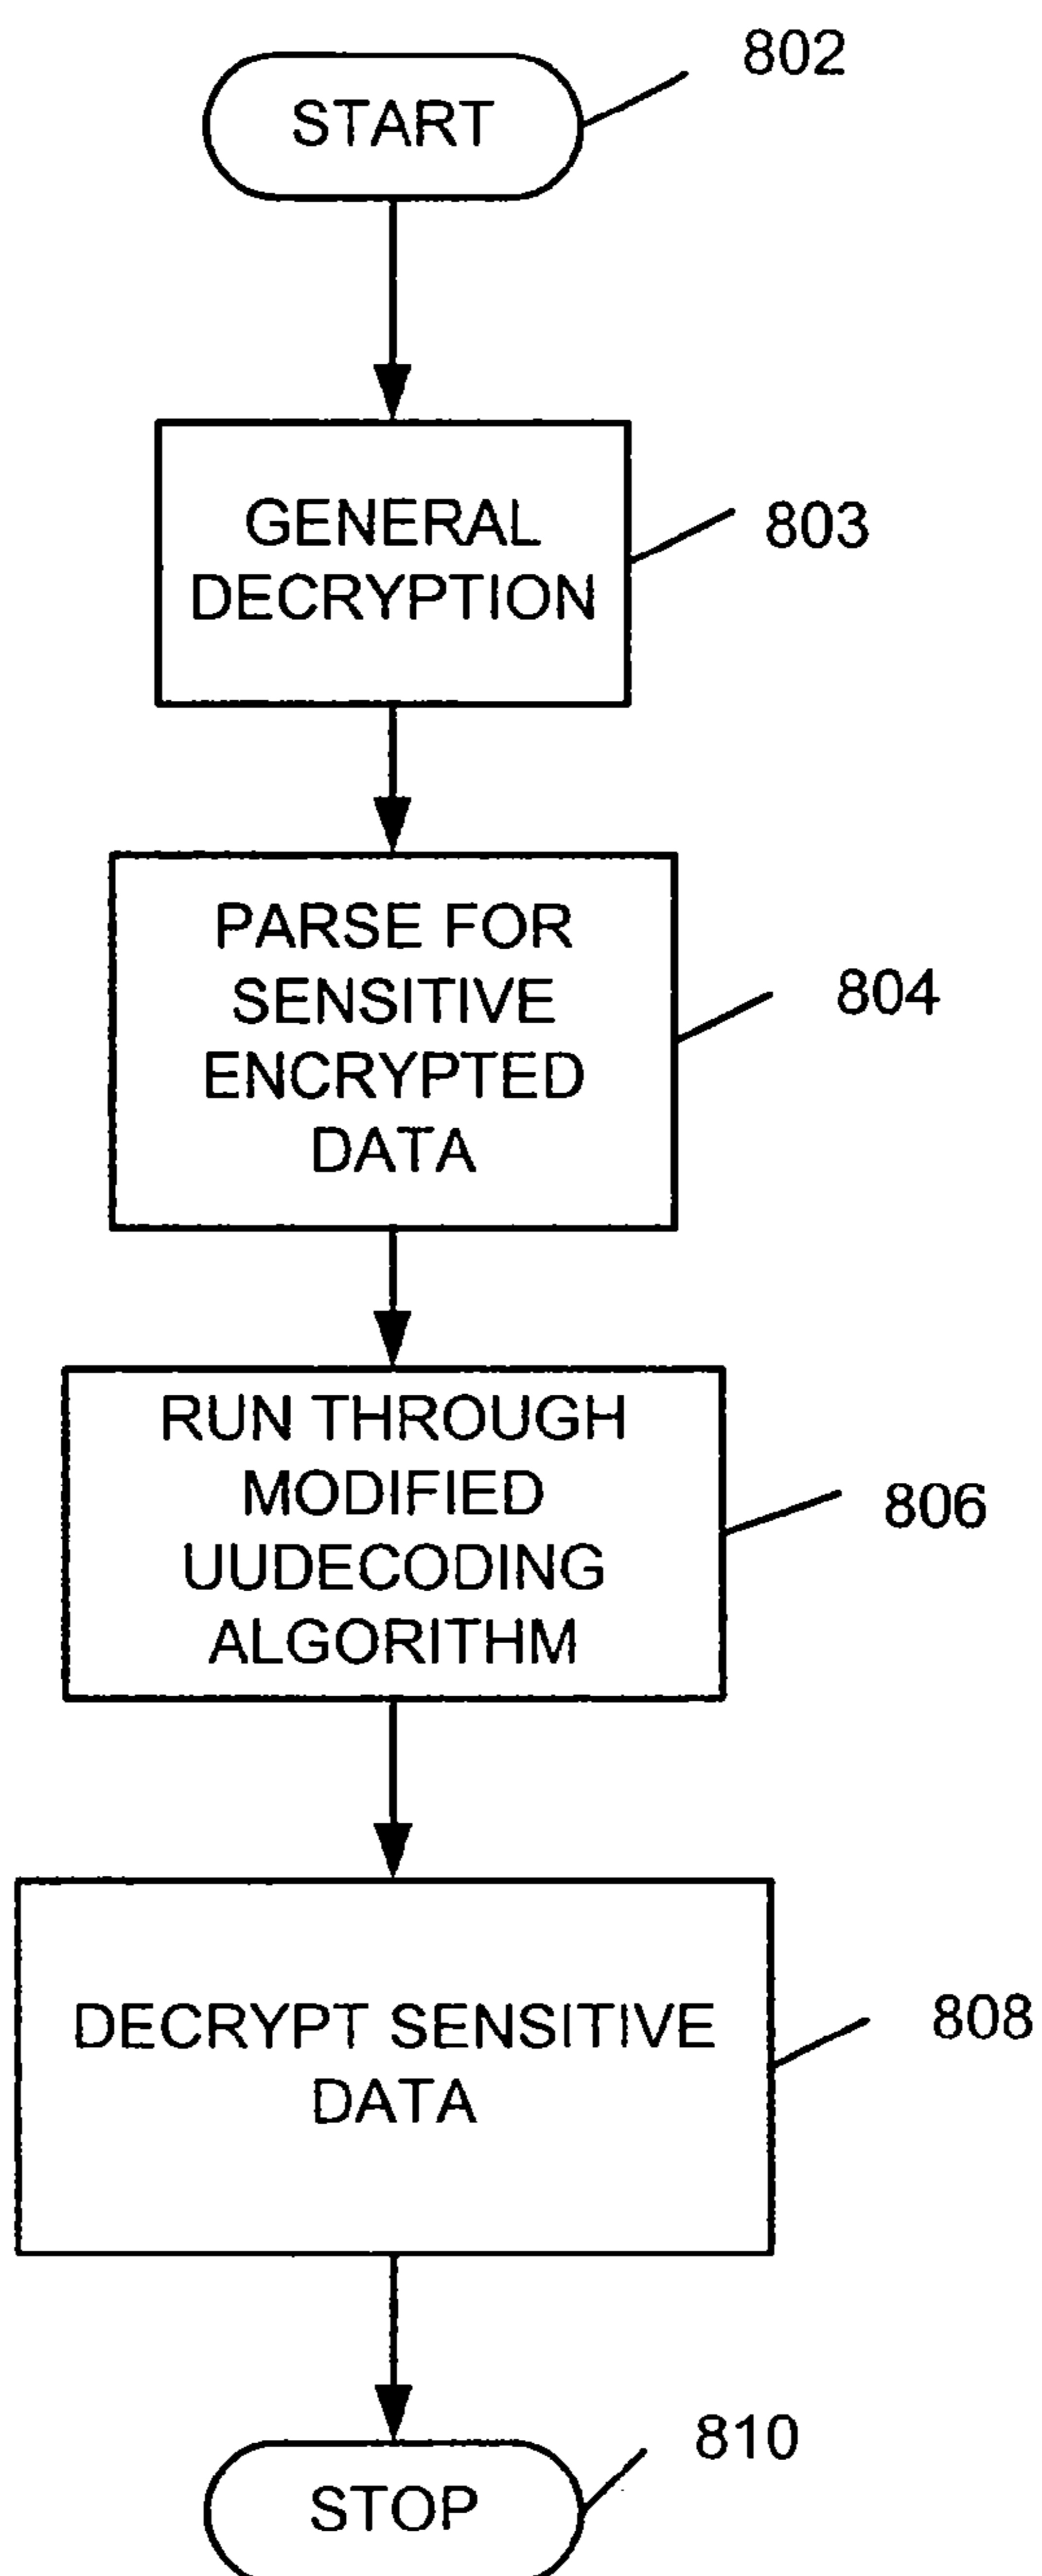 START
802
GENERAL
DECRYPTION
803
PARSE FOR
SENSITIVE
ENCRYPTED
DATA
804
RUN THROUGH
MODIFIED
UUDECODING
ALGORITHM
806
DECRYPT SENSITIVE
DATA
808
STOP
810